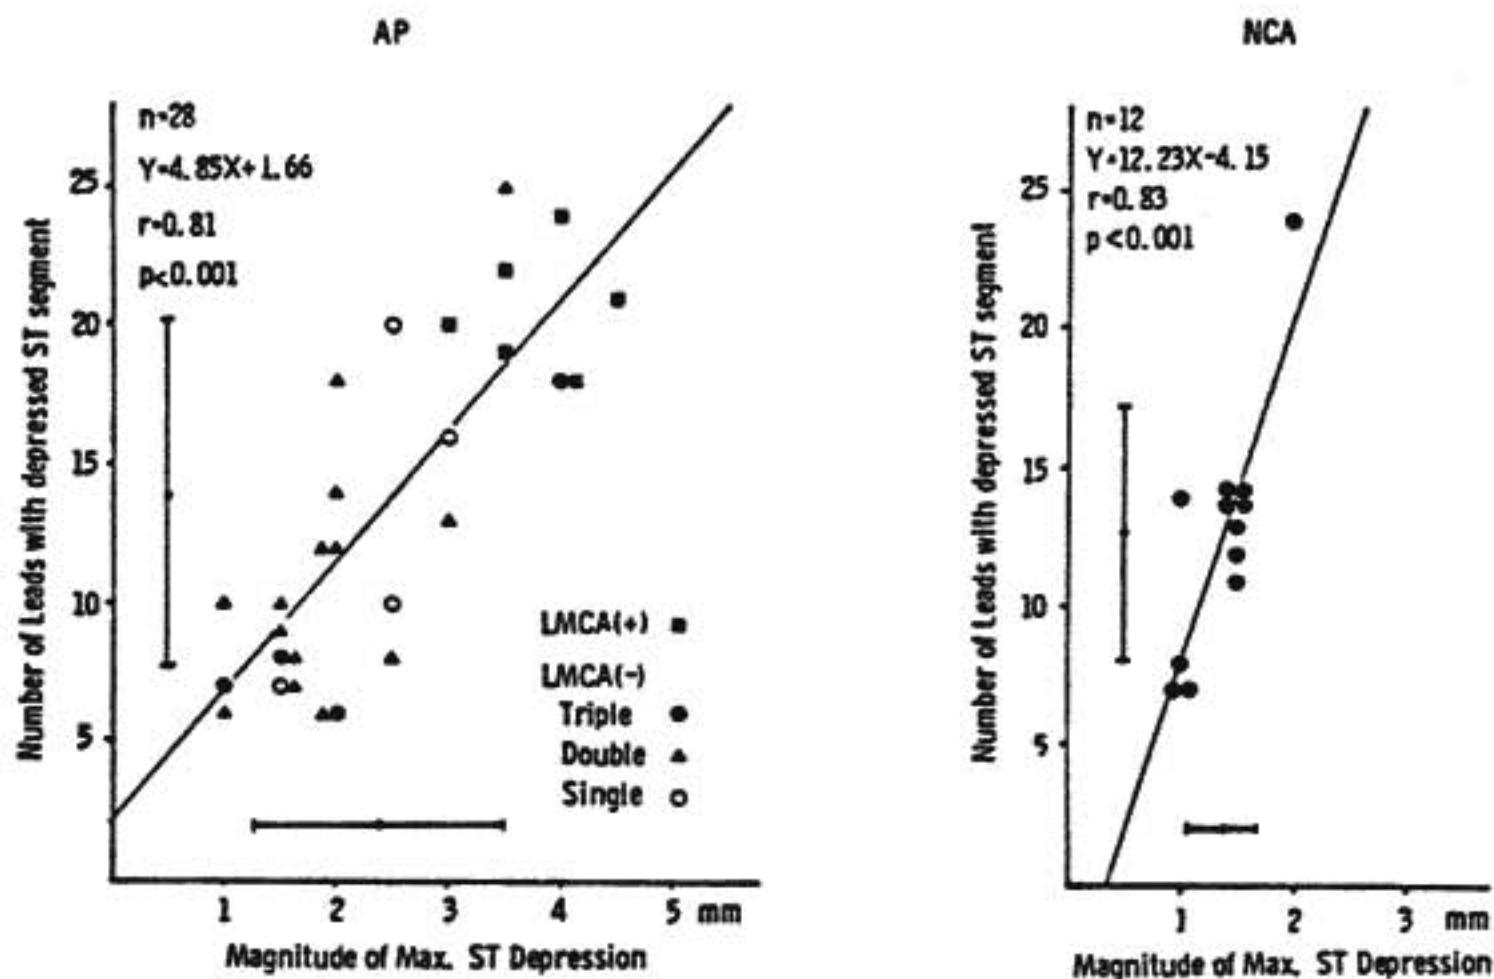 AP
n=28
Y=4.85X+1.66
r=0.81
p<0.001
Number of Leads with depressed ST segment
25
20
15
10
5
LMCA(+)
LMCA(-)
Triple
Double
Single
1 2 3 4 5 mm
Magnitude of Max. ST Depression
NCA
n=12
Y=12.23X-4.15
r=0.83
p<0.001
Number of Leads with depressed ST segment
25
20
15
10
5
1 2 3 mm
Magnitude of Max. ST Depression